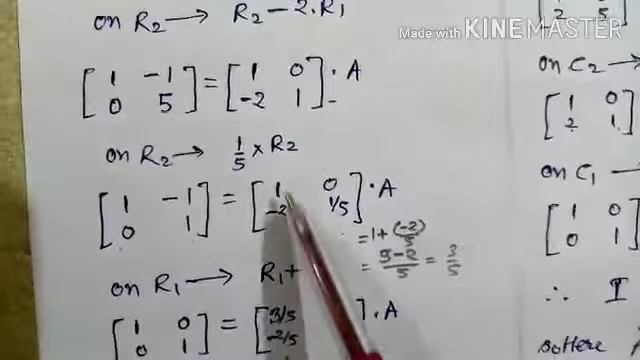 Made with KINEMASTER
on R2 → R2 - 2.R1
[1 -1
0 5] = [1 0
-2 1] . A
on R2 → 1/5 × R2
[1 -1
0 1] = [1 0
-2 1/5] . A
= 1 + (-2)/5
= 5-2/5 = 3/5
on R1 → R1 +
[1 0
0 1] = [3/5
-2/5 ] . A
2 5
on C2 →
[1 0
2 1
on C1 →
[1 0
0 1
∴ I